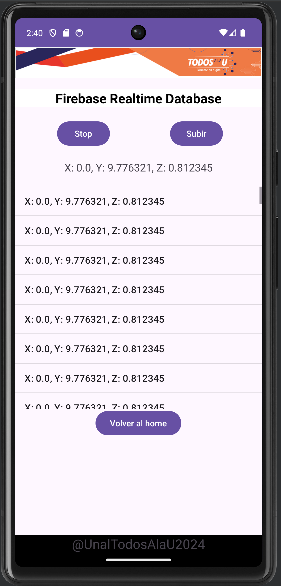 2:40
TODOS A U
Firebase Realtime Database
Stop
Subir
X: 0.0, Y: 9.776321, Z: 0.812345
X: 0.0, Y: 9.776321, Z: 0.812345
X: 0.0, Y: 9.776321, Z: 0.812345
X: 0.0, Y: 9.776321, Z: 0.812345
X: 0.0, Y: 9.776321, Z: 0.812345
X: 0.0, Y: 9.776321, Z: 0.812345
X: 0.0, Y: 9.776321, Z: 0.812345
X: 0.0, Y: 9.776321, Z: 0.812345
X: 0.0, Y: 9.776321, Z: 0.812345
Volver al home
@UnalTodosAlaU2024